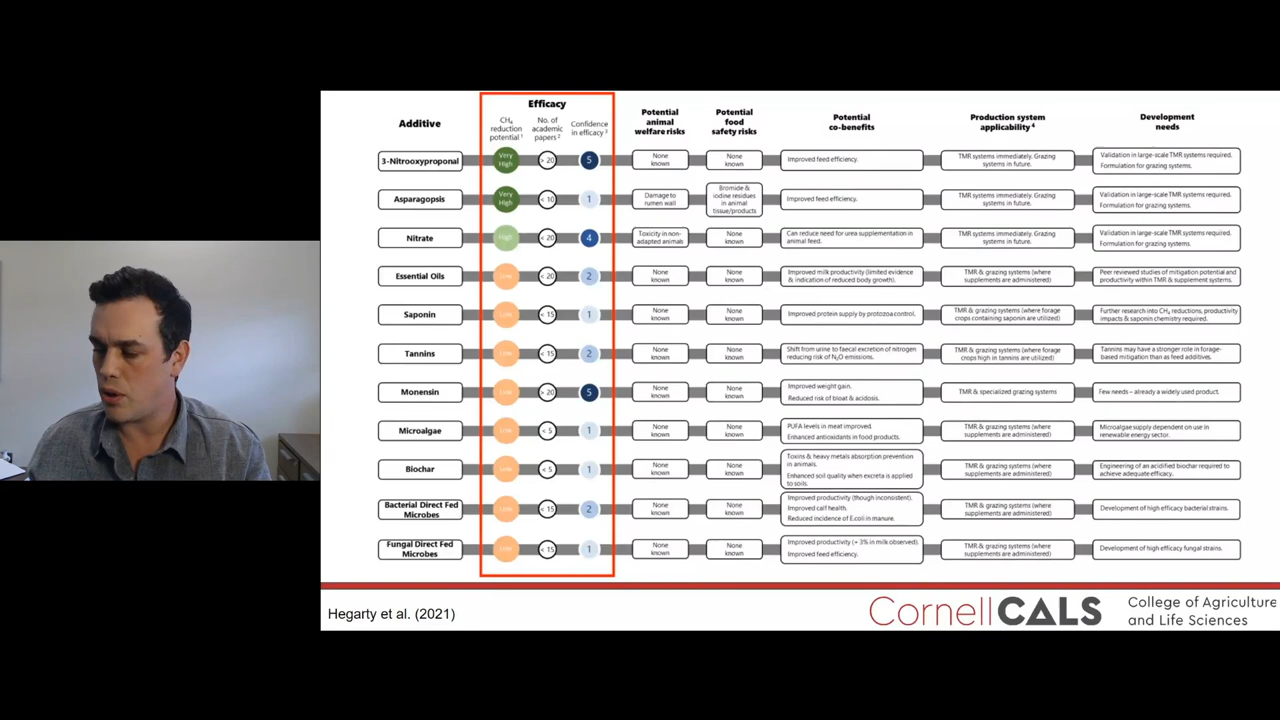 Efficacy
Additive
CH4 reduction potential 1
No. of academic papers 2
Confidence in efficacy 3
Potential animal welfare risks
Potential food safety risks
Potential co-benefits
Production system applicability 4
Development needs
3-Nitrooxyproponal
Very High
> 20
5
None known
None known
Improved feed efficiency.
TMR systems immediately. Grazing systems in future.
Validation in large-scale TMR systems required.
Formulation for grazing systems.
Asparagopsis
Very High
< 10
1
Damage to rumen wall
Bromide & iodine residues in animal tissue/products
Improved feed efficiency.
TMR systems immediately. Grazing systems in future.
Validation in large-scale TMR systems required.
Formulation for grazing systems.
Nitrate
High
< 20
4
Toxicity in non-adapted animals
None known
Can reduce need for urea supplementation in animal feed.
TMR systems immediately. Grazing systems in future.
Validation in large-scale TMR systems required.
Formulation for grazing systems.
Essential Oils
Low
< 20
2
None known
None known
Improved milk productivity (limited evidence & indication of reduced body growth).
TMR & grazing systems (where supplements are administered)
Peer reviewed studies of mitigation potential and productivity within TMR & supplement systems.
Saponin
Low
< 15
1
None known
None known
Improved protein supply by protozoa control.
TMR & grazing systems (where forage crops containing saponin are utilized)
Further research into CH4 reductions, productivity impacts & saponin chemistry required.
Tannins
Low
< 15
2
None known
None known
Shift from urine to faecal excretion of nitrogen reducing risk of N2O emissions.
TMR & grazing systems (where forage crops high in tannins are utilized)
Tannins may have a stronger role in forage-based mitigation than as feed additives.
Monensin
Low
> 20
5
None known
None known
Improved weight gain.
Reduced risk of bloat & acidosis.
TMR & specialized grazing systems
Few needs – already a widely used product.
Microalgae
Low
< 5
1
None known
None known
PUFA levels in meat improved.
Enhanced antioxidants in food products.
TMR & grazing systems (where supplements are administered)
Microalgae supply dependent on use in renewable energy sector.
Biochar
Low
< 5
1
None known
None known
Toxins & heavy metals absorption prevention in animals.
Enhanced soil quality when excreta is applied to soils.
TMR & grazing systems (where supplements are administered)
Engineering of an acidified biochar required to achieve adequate efficacy.
Bacterial Direct Fed Microbes
Low
< 15
2
None known
None known
Improved productivity (though inconsistent).
Improved calf health.
Reduced incidence of E.coli in manure.
TMR & grazing systems (where supplements are administered)
Development of high efficacy bacterial strains.
Fungal Direct Fed Microbes
Low
< 15
1
None known
None known
Improved productivity (+ 3% in milk observed).
Improved feed efficiency.
TMR & grazing systems (where supplements are administered)
Development of high efficacy fungal strains.
Hegarty et al. (2021)
CornellCALS
College of Agriculture
and Life Sciences